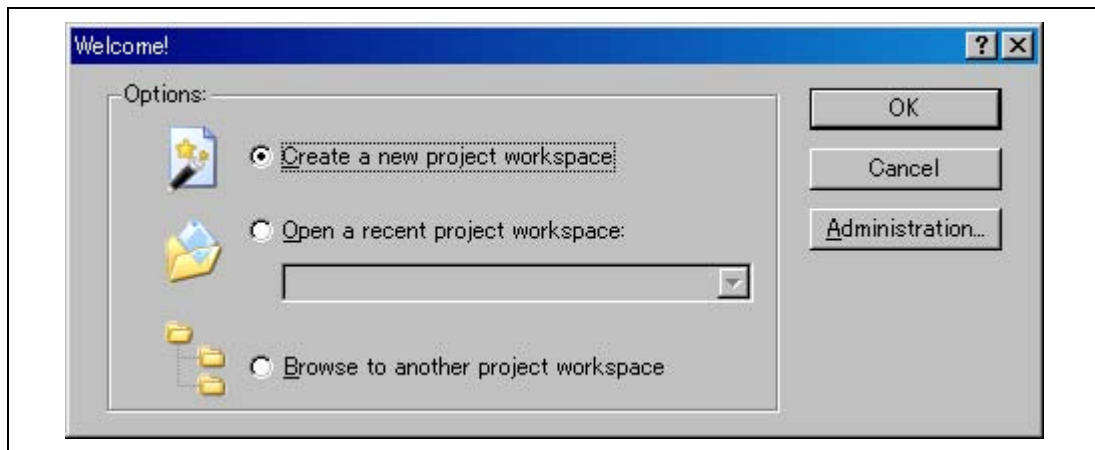 Welcome!
Options:
Create a new project workspace
Open a recent project workspace:
Browse to another project workspace
OK
Cancel
Administration...